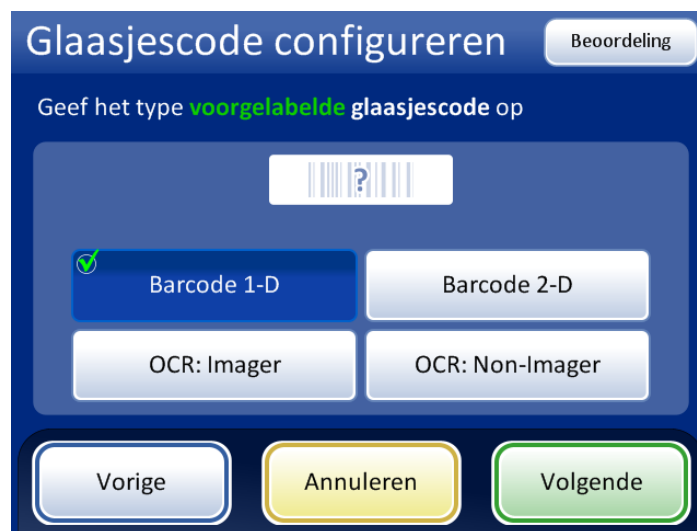 Glaasjescode configureren
Beoordeling
Geef het type voorgelabelde glaasjescode op
?
Barcode 1-D
Barcode 2-D
OCR: Imager
OCR: Non-Imager
Vorige
Annuleren
Volgende